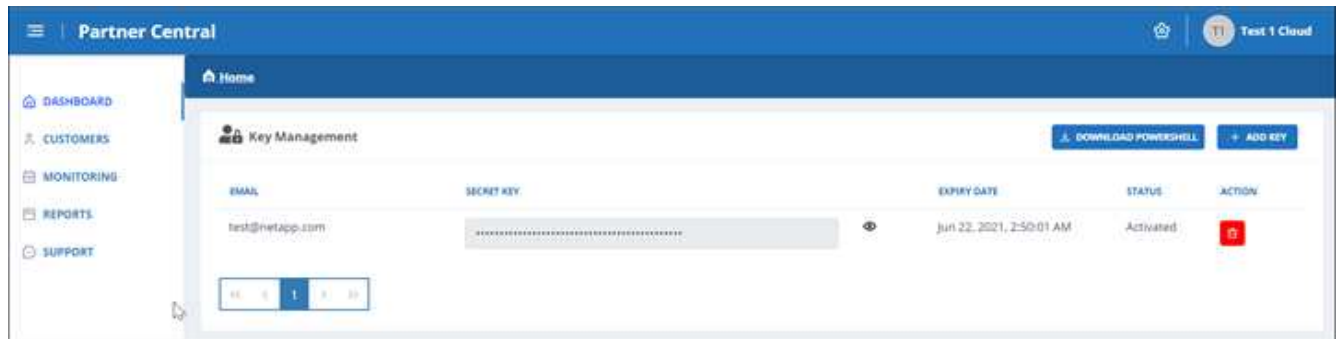 Partner Central
T1 Test 1 Cloud
Home
DASHBOARD
CUSTOMERS
MONITORING
REPORTS
SUPPORT
Key Management
DOWNLOAD POWERSHELL
+ ADD KEY
EMAIL SECRET KEY EXPIRY DATE STATUS ACTION
test@netapp.com Jun 22, 2021, 2:50:01 AM Activated
1